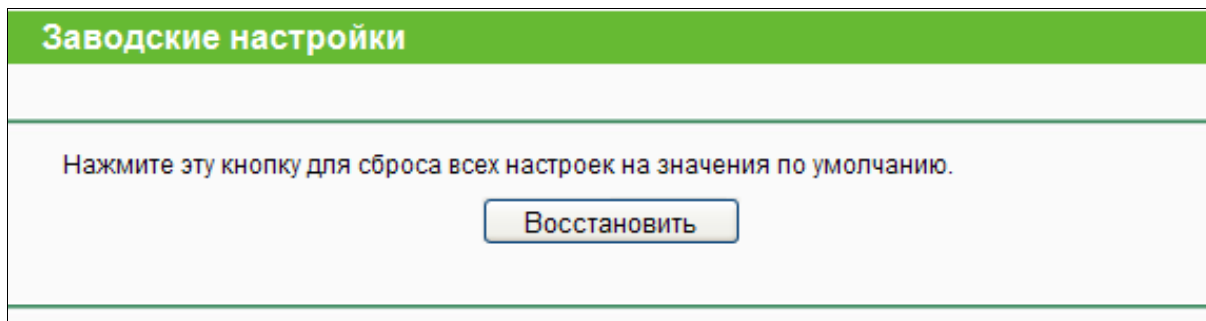 Заводские настройки
Нажмите эту кнопку для сброса всех настроек на значения по умолчанию.
Восстановить